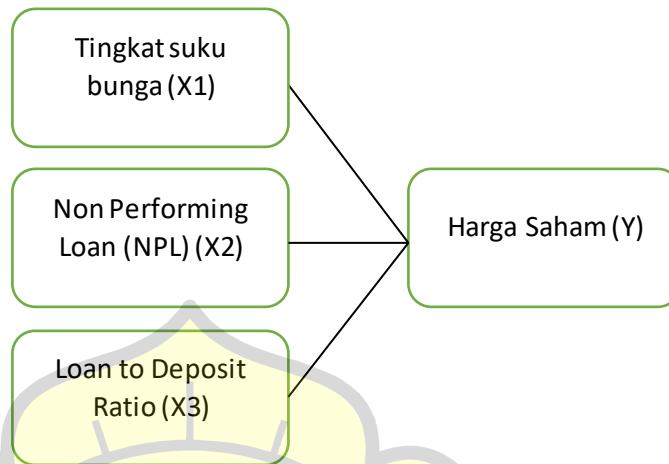 Tingkat suku
bunga (X1)
Non Performing
Loan (NPL) (X2)
Harga Saham (Y)
Loan to Deposit
Ratio (X3)